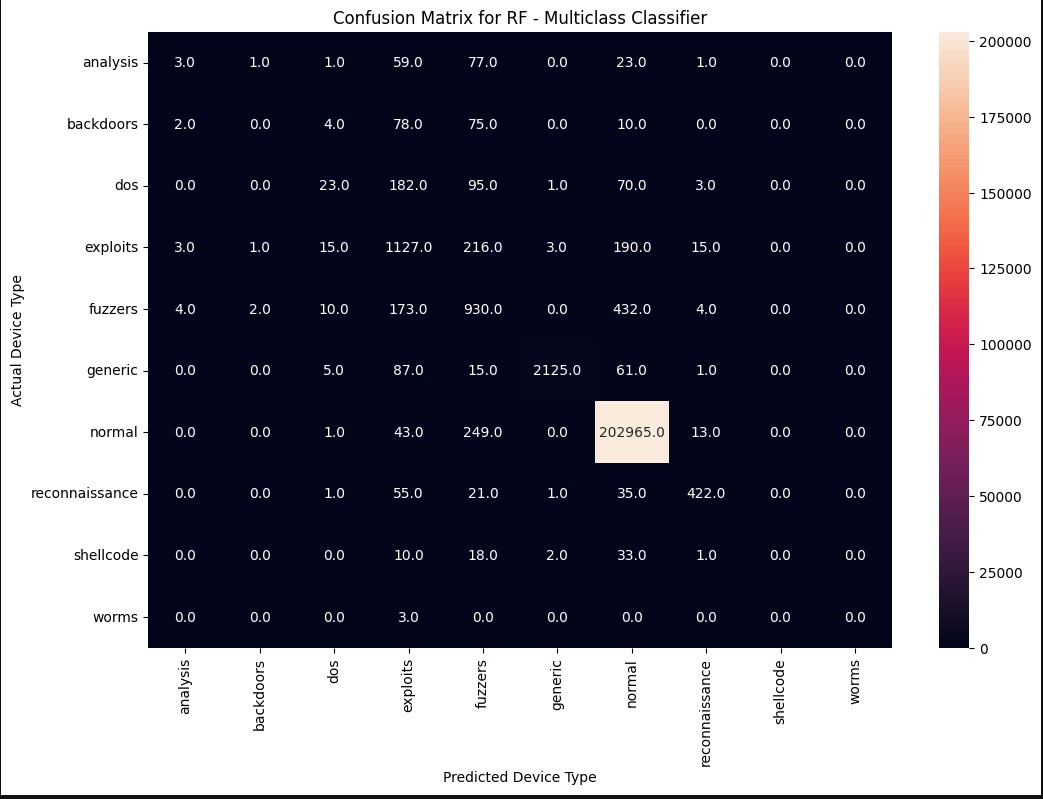 Confusion Matrix for RF - Multiclass Classifier
analysis 3.0 1.0 1.0 59.0 77.0 0.0 23.0 1.0 0.0 0.0
backdoors 2.0 0.0 4.0 78.0 75.0 0.0 10.0 0.0 0.0 0.0
dos 0.0 0.0 23.0 182.0 95.0 1.0 70.0 3.0 0.0 0.0
exploits 3.0 1.0 15.0 1127.0 216.0 3.0 190.0 15.0 0.0 0.0
fuzzers 4.0 2.0 10.0 173.0 930.0 0.0 432.0 4.0 0.0 0.0
generic 0.0 0.0 5.0 87.0 15.0 2125.0 61.0 1.0 0.0 0.0
normal 0.0 0.0 1.0 43.0 249.0 0.0 202965.0 13.0 0.0 0.0
reconnaissance 0.0 0.0 1.0 55.0 21.0 1.0 35.0 422.0 0.0 0.0
shellcode 0.0 0.0 0.0 10.0 18.0 2.0 33.0 1.0 0.0 0.0
worms 0.0 0.0 0.0 3.0 0.0 0.0 0.0 0.0 0.0 0.0
Actual Device Type
analysis
backdoors
dos
exploits
fuzzers
generic
normal
reconnaissance
shellcode
worms
Predicted Device Type
200000
175000
150000
125000
100000
75000
50000
25000
0